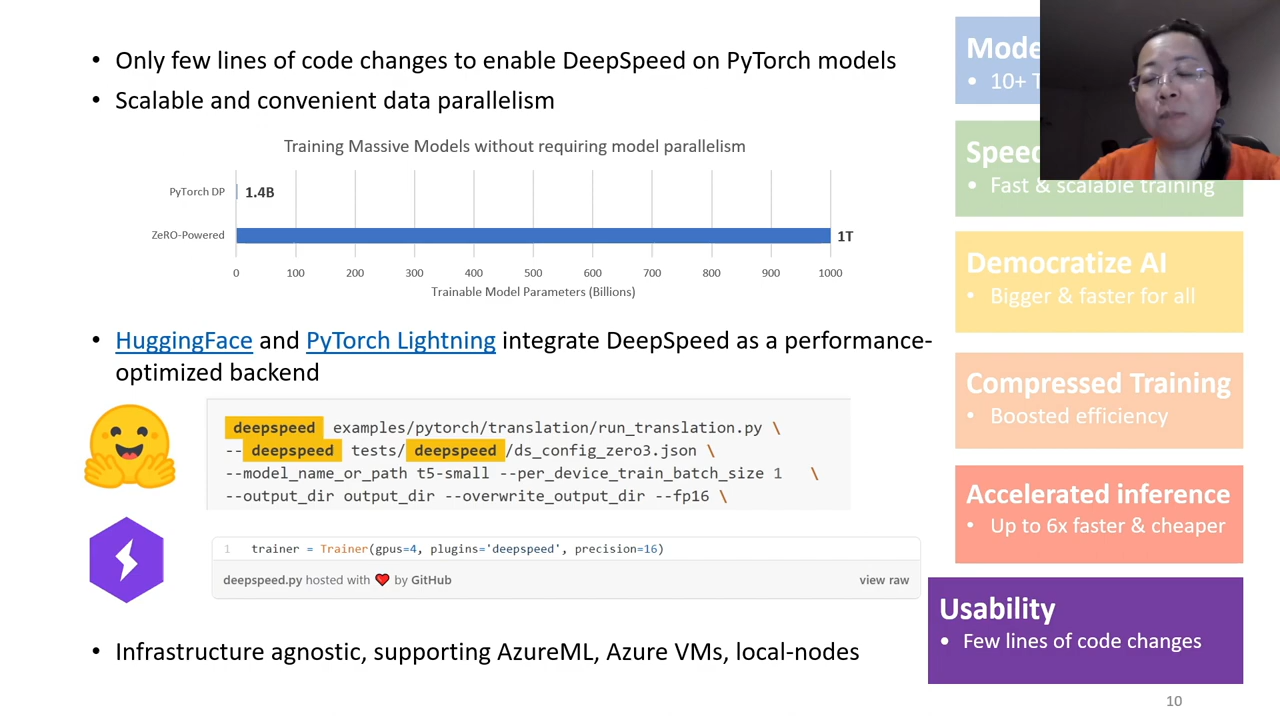 • Only few lines of code changes to enable DeepSpeed on PyTorch models
• Scalable and convenient data parallelism
Training Massive Models without requiring model parallelism
PyTorch DP
1.4B
ZeRO-Powered
1T
0 100 200 300 400 500 600 700 800 900 1000
Trainable Model Parameters (Billions)
• HuggingFace and PyTorch Lightning integrate DeepSpeed as a performance-
optimized backend
deepspeed examples/pytorch/translation/run_translation.py \
--deepspeed tests/deepspeed/ds_config_zero3.json \
--model_name_or_path t5-small --per_device_train_batch_size 1 \
--output_dir output_dir --overwrite_output_dir --fp16 \
1 trainer = Trainer(gpus=4, plugins='deepspeed', precision=16)
deepspeed.py hosted with ❤ by GitHub
view raw
• Infrastructure agnostic, supporting AzureML, Azure VMs, local-nodes
• 10+
• Fast & scalable training
Democratize AI
• Bigger & faster for all
Compressed Training
• Boosted efficiency
Accelerated inference
• Up to 6x faster & cheaper
Usability
• Few lines of code changes
10